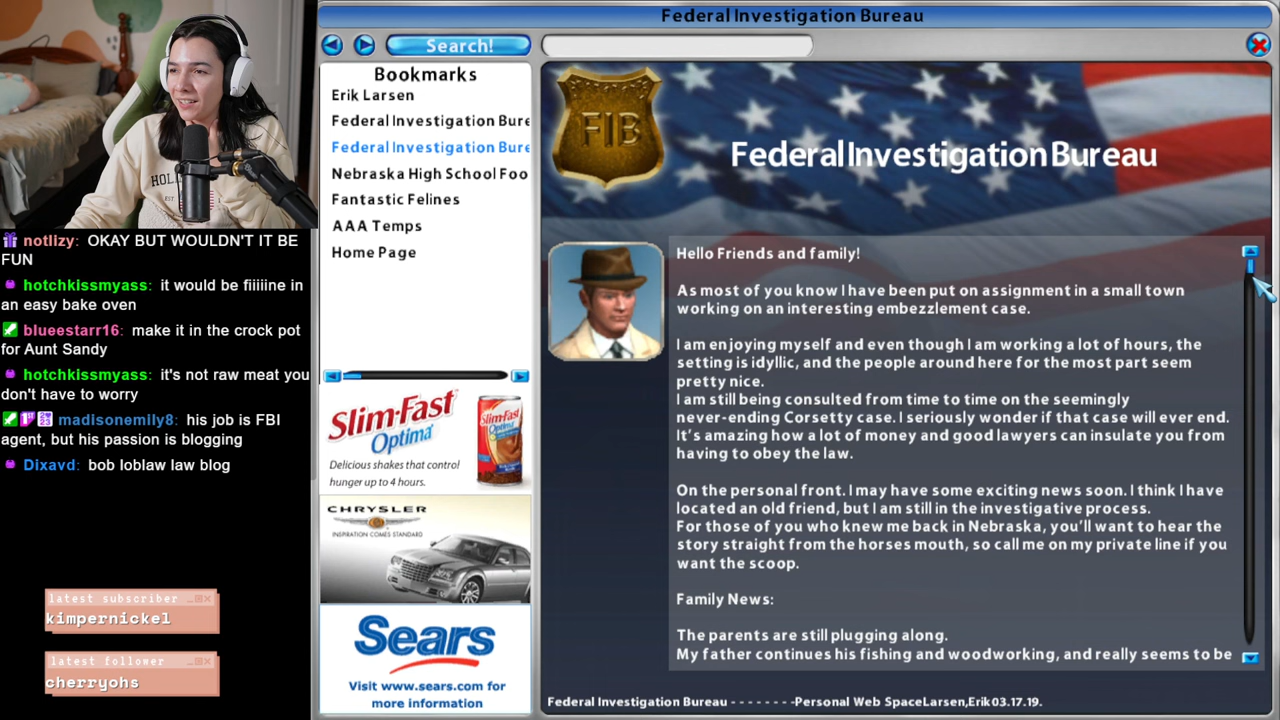 Federal Investigation Bureau
Search!
Bookmarks
Erik Larsen
Federal Investigation Bure
Federal Investigation Bure
Nebraska High School Foo
Fantastic Felines
AAA Temps
Home Page
Slim·Fast
Optima
Delicious shakes that control
hunger up to 4 hours.
CHRYSLER
INSPIRATION COMES STANDARD
Sears
Visit www.sears.com for
more information
FIB
Federal Investigation Bureau
Hello Friends and family!
As most of you know I have been put on assignment in a small town
working on an interesting embezzlement case.
I am enjoying myself and even though I am working a lot of hours, the
setting is idyllic, and the people around here for the most part seem
pretty nice.
I am still being consulted from time to time on the seemingly
never-ending Corsetty case. I seriously wonder if that case will ever end.
It's amazing how a lot of money and good lawyers can insulate you from
having to obey the law.
On the personal front. I may have some exciting news soon. I think I have
located an old friend, but I am still in the investigative process.
For those of you who knew me back in Nebraska, you'll want to hear the
story straight from the horses mouth, so call me on my private line if you
want the scoop.
Family News:
The parents are still plugging along.
My father continues his fishing and woodworking, and really seems to be
Federal Investigation Bureau - - - - - - - -Personal Web SpaceLarsen,Erik03.17.19.
HOL
notlizy: OKAY BUT WOULDN'T IT BE
FUN
hotchkissmyass: it would be fiiiiine in
an easy bake oven
blueestarr16: make it in the crock pot
for Aunt Sandy
hotchkissmyass: it's not raw meat you
don't have to worry
madisonemily8: his job is FBI
agent, but his passion is blogging
Dixavd: bob loblaw law blog
latest subscriber
kimpernickel
latest follower
cherryohs